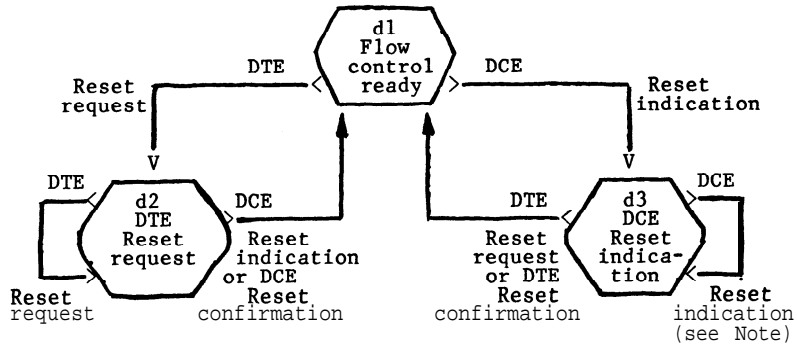 d1
Flow
control
ready
DTE
DCE
Reset
request
Reset
indication
DTE
d2
DTE
Reset
request
DCE
Reset
request
Reset
indication
or DCE
Reset
confirmation
DTE
Reset
request
or DTE
Reset
confirmation
d3
DCE
Reset
indica-
tion
DCE
Reset
indication
(see Note)